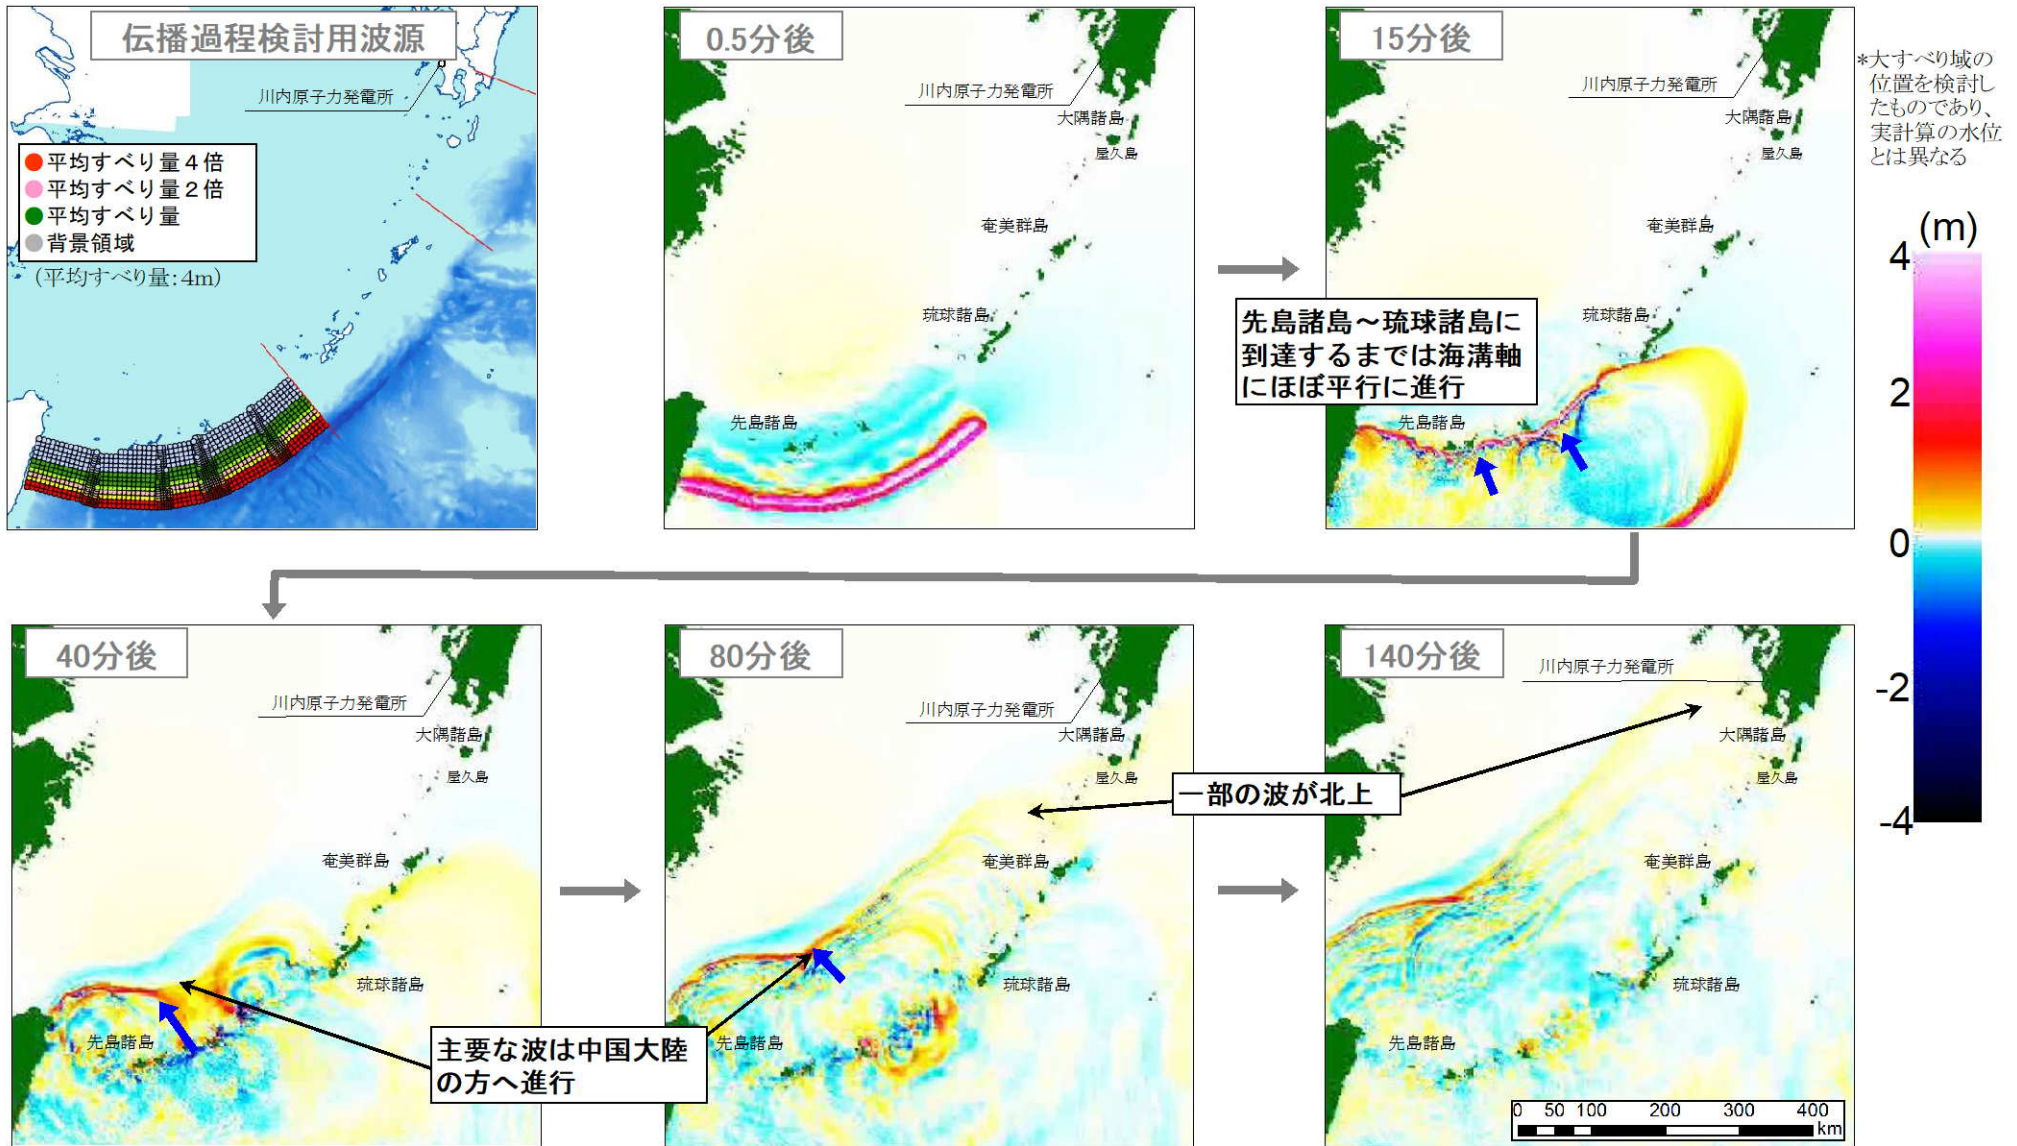 伝播過程検討用波源
川内原子力発電所
平均すべり量4倍
平均すべり量2倍
平均すべり量
背景領域
(平均すべり量:4m)
0.5分後
川内原子力発電所
大隅諸島
屋久島
奄美群島
琉球諸島
先島諸島
15分後
川内原子力発電所
大隅諸島
屋久島
奄美群島
琉球諸島
先島諸島
先島諸島~琉球諸島に
到達するまでは海溝軸
にほぼ平行に進行
*大すべり域の
位置を検討し
たものであり、
実計算の水位
とは異なる
(m)
4
2
0
-2
-4
40分後
川内原子力発電所
大隅諸島
屋久島
奄美群島
琉球諸島
先島諸島
主要な波は中国大陸
の方へ進行
80分後
川内原子力発電所
大隅諸島
屋久島
奄美群島
琉球諸島
先島諸島
一部の波が北上
140分後
川内原子力発電所
大隅諸島
屋久島
奄美群島
琉球諸島
先島諸島
0 50 100 200 300 400
km